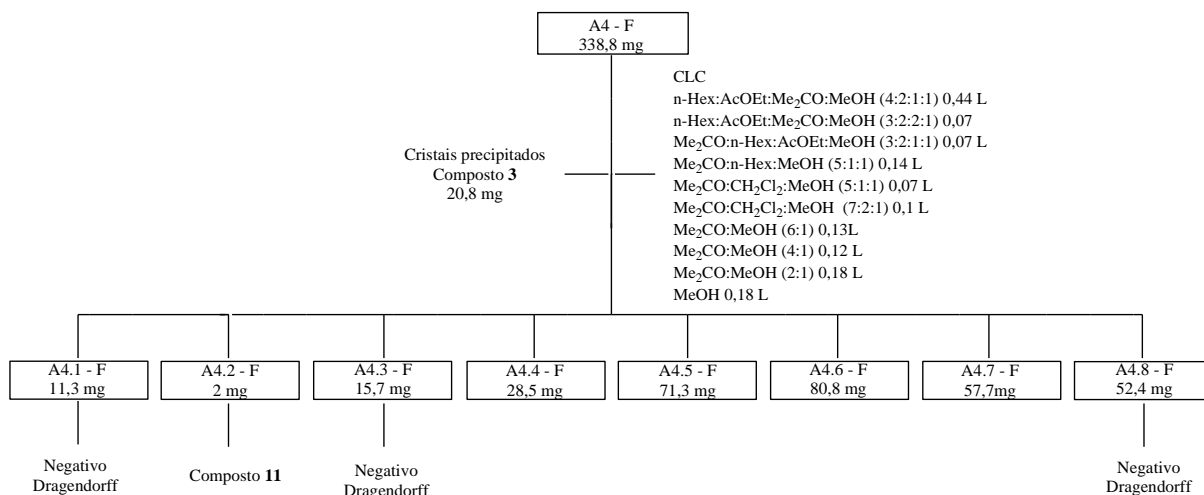 A4 - F
338,8 mg
CLC
n-Hex:AcOEt:Me₂CO:MeOH (4:2:1:1) 0,44 L
n-Hex:AcOEt:Me₂CO:MeOH (3:2:2:1) 0,07
Me₂CO:n-Hex:AcOEt:MeOH (3:2:1:1) 0,07 L
Me₂CO:n-Hex:MeOH (5:1:1) 0,14 L
Me₂CO:CH₂Cl₂:MeOH (5:1:1) 0,07 L
Me₂CO:CH₂Cl₂:MeOH (7:2:1) 0,1 L
Me₂CO:MeOH (6:1) 0,13L
Me₂CO:MeOH (4:1) 0,12 L
Me₂CO:MeOH (2:1) 0,18 L
MeOH 0,18 L
Cristais precipitados
Composto 3
20,8 mg
A4.1 - F
11,3 mg
A4.2 - F
2 mg
A4.3 - F
15,7 mg
A4.4 - F
28,5 mg
A4.5 - F
71,3 mg
A4.6 - F
80,8 mg
A4.7 - F
57,7mg
A4.8 - F
52,4 mg
Negativo
Dragendorff
Composto 11
Negativo
Dragendorff
Negativo
Dragendorff